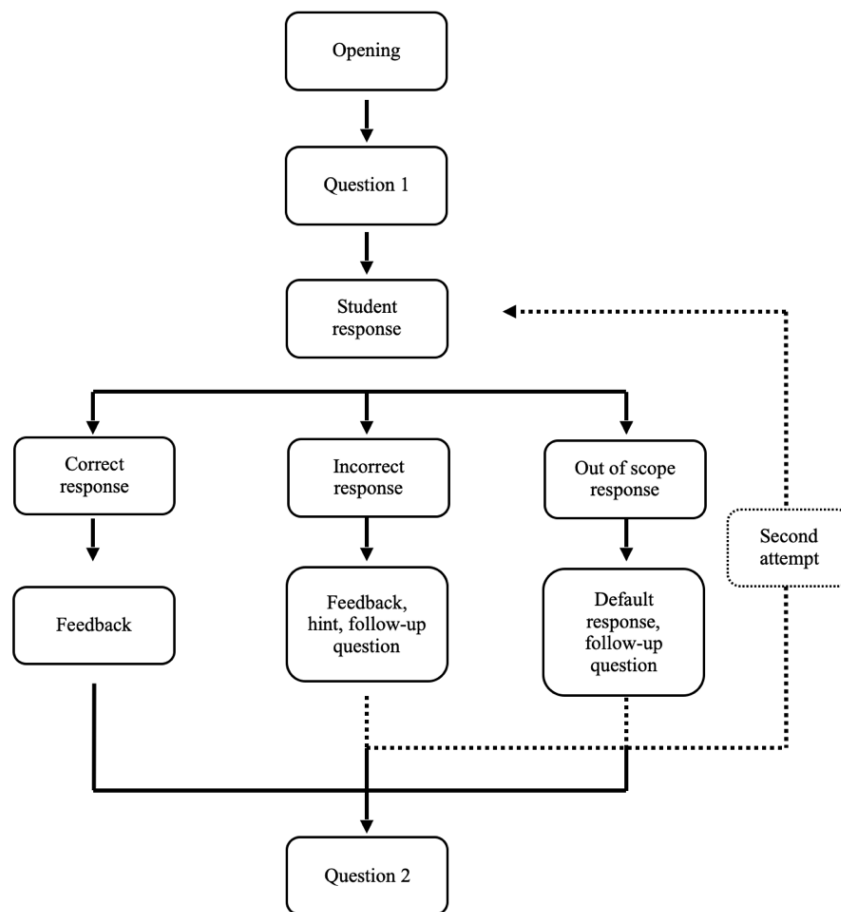 Opening
Question 1
Student
response
Correct
response
Incorrect
response
Out of scope
response
Second
attempt
Feedback
Feedback,
hint, follow-up
question
Default
response,
follow-up
question
Question 2